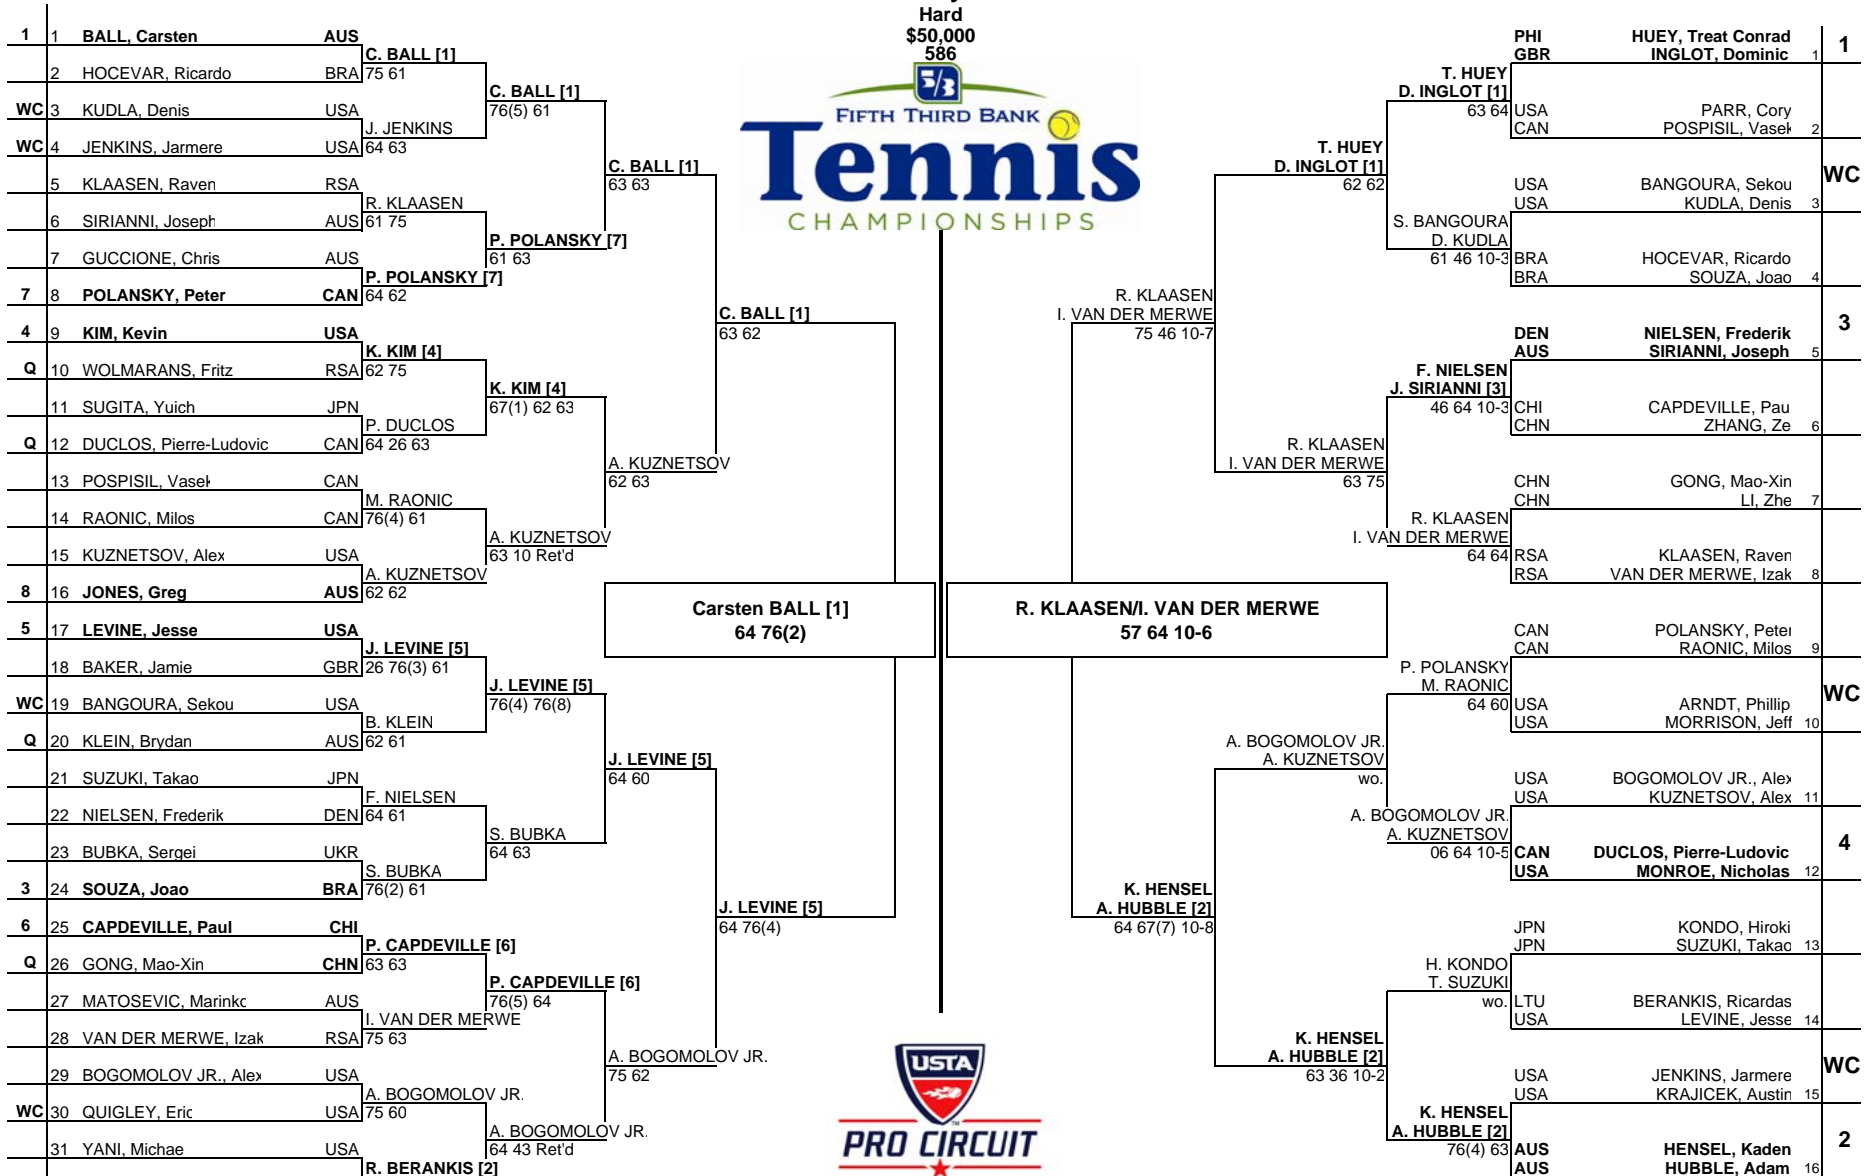 Hard
$50,000
586
5/3
FIFTH THIRD BANK
Tennis
CHAMPIONSHIPS
1 1 BALL, Carsten AUS
C. BALL [1]
2 HOCEVAR, Ricardo BRA 75 61
C. BALL [1]
WC 3 KUDLA, Denis USA 76(5) 61
J. JENKINS
WC 4 JENKINS, Jarmere USA 64 63
C. BALL [1]
5 KLAASEN, Raven RSA 63 63
R. KLAASEN
6 SIRIANNI, Joseph AUS 61 75
P. POLANSKY [7]
7 GUCCIONE, Chris AUS 61 63
P. POLANSKY [7]
7 8 POLANSKY, Peter CAN 64 62
C. BALL [1]
4 9 KIM, Kevin USA 63 62
K. KIM [4]
Q 10 WOLMARANS, Fritz RSA 62 75
K. KIM [4]
11 SUGITA, Yuich JPN 67(1) 62 63
P. DUCLOS
Q 12 DUCLOS, Pierre-Ludovic CAN 64 26 63
A. KUZNETSOV
13 POSPISIL, Vasek CAN 62 63
M. RAONIC
14 RAONIC, Milos CAN 76(4) 61
A. KUZNETSOV
15 KUZNETSOV, Alex USA 63 10 Ret'd
A. KUZNETSOV
8 16 JONES, Greg AUS 62 62
Carsten BALL [1]
64 76(2)
5 17 LEVINE, Jesse USA
J. LEVINE [5]
18 BAKER, Jamie GBR 26 76(3) 61
J. LEVINE [5]
WC 19 BANGOURA, Sekou USA 76(4) 76(8)
B. KLEIN
Q 20 KLEIN, Brydan AUS 62 61
J. LEVINE [5]
21 SUZUKI, Takao JPN 64 60
F. NIELSEN
22 NIELSEN, Frederik DEN 64 61
S. BUBKA
23 BUBKA, Sergei UKR 64 63
S. BUBKA
3 24 SOUZA, Joao BRA 76(2) 61
J. LEVINE [5]
6 25 CAPDEVILLE, Paul CHI 64 76(4)
P. CAPDEVILLE [6]
Q 26 GONG, Mao-Xin CHN 63 63
P. CAPDEVILLE [6]
27 MATOSEVIC, Marinko AUS 76(5) 64
I. VAN DER MERWE
28 VAN DER MERWE, Izak RSA 75 63
A. BOGOMOLOV JR.
29 BOGOMOLOV JR., Alex USA 75 62
A. BOGOMOLOV JR.
WC 30 QUIGLEY, Eric USA 75 60
A. BOGOMOLOV JR.
31 YANI, Michae USA 64 43 Ret'd
R. BERANKIS [2]
PHI HUEY, Treat Conrad 1
GBR INGLOT, Dominic 1
T. HUEY
D. INGLOT [1]
63 64 USA PARR, Cory
CAN POSPISIL, Vasek 2
T. HUEY
D. INGLOT [1]
62 62
WC
USA BANGOURA, Sekou
USA KUDLA, Denis 3
S. BANGOURA
D. KUDLA
61 46 10-3 BRA HOCEVAR, Ricardo
BRA SOUZA, Joao 4
R. KLAASEN
I. VAN DER MERWE
75 46 10-7
3
DEN NIELSEN, Frederik
AUS SIRIANNI, Joseph 5
F. NIELSEN
J. SIRIANNI [3]
46 64 10-3 CHI CAPDEVILLE, Pau
CHN ZHANG, Ze 6
R. KLAASEN
I. VAN DER MERWE
63 75
CHN GONG, Mao-Xin
CHN LI, Zhe 7
R. KLAASEN
I. VAN DER MERWE
64 64 RSA KLAASEN, Raven
RSA VAN DER MERWE, Izak 8
R. KLAASEN/I. VAN DER MERWE
57 64 10-6
CAN POLANSKY, Peter
CAN RAONIC, Milos 9
P. POLANSKY
M. RAONIC
64 60 USA ARNDT, Phillip
USA MORRISON, Jeff 10
WC
A. BOGOMOLOV JR.
A. KUZNETSOV
wo.
USA BOGOMOLOV JR., Alex
USA KUZNETSOV, Alex 11
A. BOGOMOLOV JR.
A. KUZNETSOV
06 64 10-5 CAN DUCLOS, Pierre-Ludovic
USA MONROE, Nicholas 12
4
K. HENSEL
A. HUBBLE [2]
64 67(7) 10-8
JPN KONDO, Hiroki
JPN SUZUKI, Takao 13
H. KONDO
T. SUZUKI
wo. LTU BERANKIS, Ricardas
USA LEVINE, Jesse 14
K. HENSEL
A. HUBBLE [2]
63 36 10-2
WC
USA JENKINS, Jarmere
USA KRAJICEK, Austin 15
K. HENSEL
A. HUBBLE [2]
76(4) 63 AUS HENSEL, Kaden
AUS HUBBLE, Adam 16
2
USTA
PRO CIRCUIT